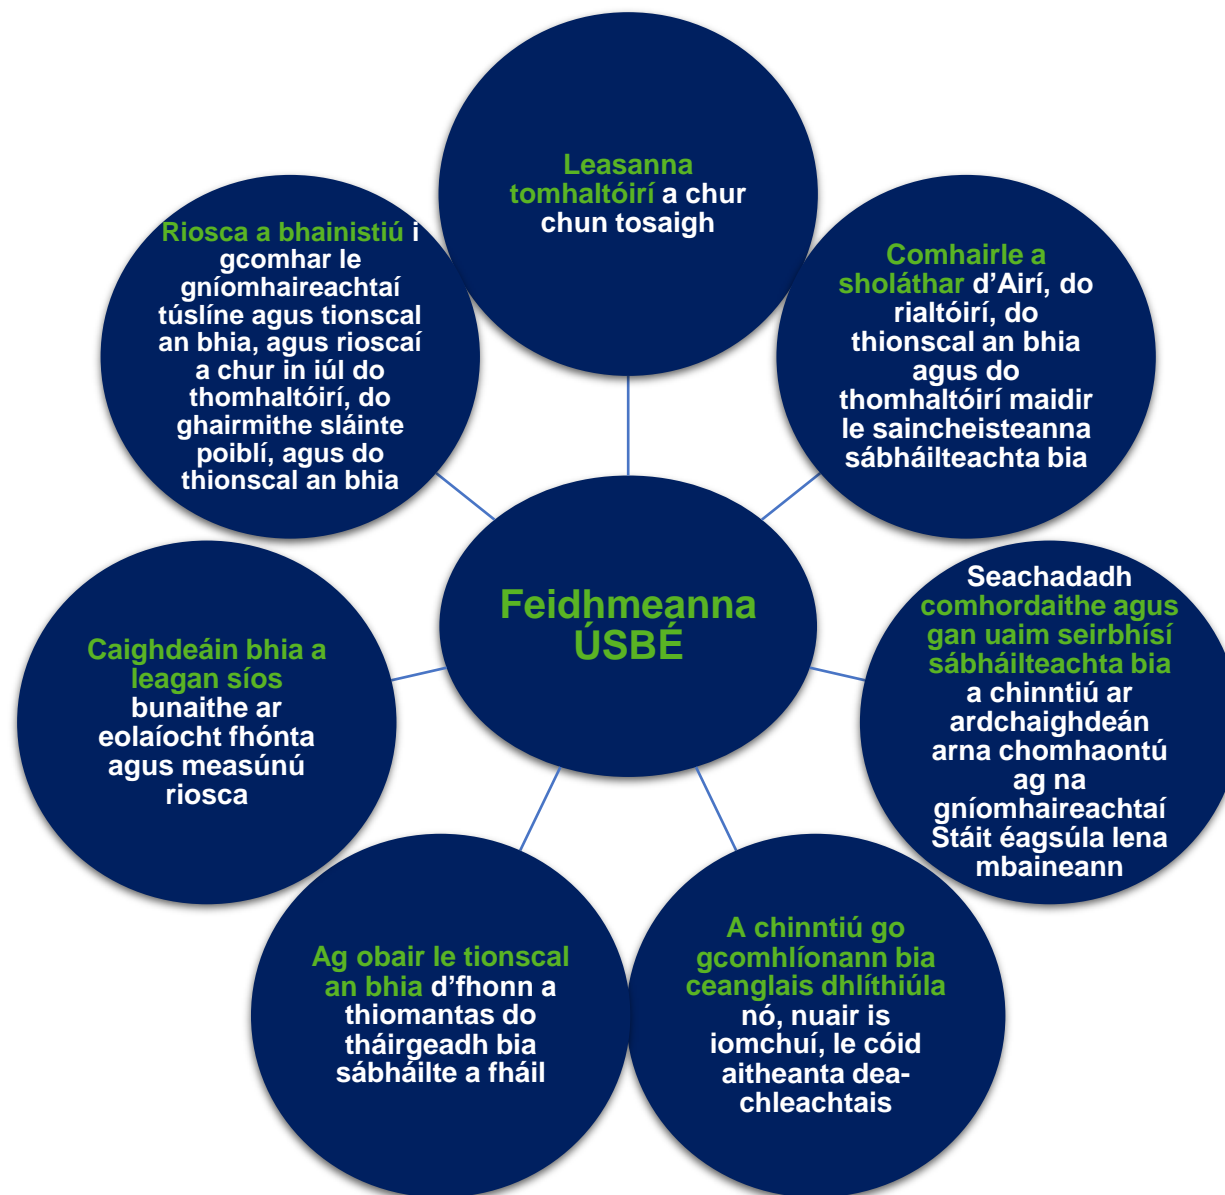 Leasanna
tomhaltóirí a chur
chun tosaigh
Comhairle a
sholáthar d'Airí, do
rialtóirí, do
thionscal an bhia
agus do
thomhaltóirí maidir
le saincheisteanna
sábháilteachta bia
Seachadadh
comhordaithe agus
gan uaim seirbhísí
sábháilteachta bia
a chinntiú ar
ardchaighdeán
arna chomhaontú
ag na
gníomhaireachtaí
Stáit éagsúla lena
mbaineann
A chinntiú go
gcomhlíonann bia
ceanglais dhlíthiúla
nó, nuair is
iomchuí, le cóid
aitheanta dea-
chleachtais
Ag obair le tionscal
an bhia d'fhonn a
thiomantas do
tháirgeadh bia
sábháilte a fháil
Caighdeáin bhia a
leagan síos
bunaithe ar
eolaíocht fhónta
agus measúnú
riosca
Riosca a bhainistiú i
gcomhar le
gníomhaireachtaí
túslíne agus tionscal
an bhia, agus rioscaí
a chur in iúl do
thomhaltóirí, do
ghairmithe sláinte
poiblí, agus do
thionscal an bhia
Feidhmeanna
ÚSBÉ